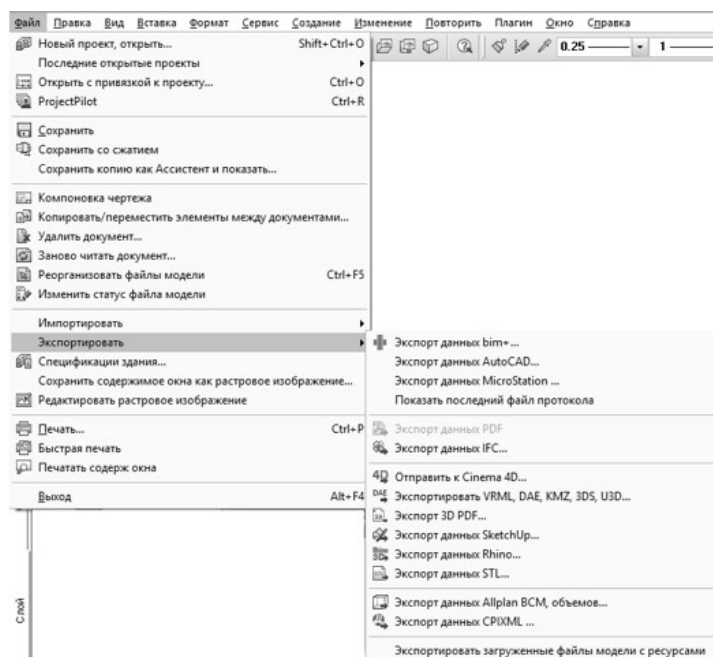 Файл Правка Вид Вставка Формат Сервис Создание Изменение Повторить Плагин Окно Справка
Новый проект, открыть... Shift+Ctrl+O
0.25 1
Последние открытые проекты
Открыть с привязкой к проекту... Ctrl+O
ProjectPilot Ctrl+R
Сохранить
Сохранить со сжатием
Сохранить копию как Ассистент и показать...
Компоновка чертежа
Копировать/переместить элементы между документами...
Удалить документ...
Заново читать документ...
Реорганизовать файлы модели Ctrl+F5
Изменить статус файла модели
Импортировать
Экспортировать
Спецификации здания...
Сохранить содержимое окна как растровое изображение...
Редактировать растровое изображение
Печать... Ctrl+P
Быстрая печать
Печатать содерж окна
Выход Alt+F4
Экспорт данных bim+...
Экспорт данных AutoCAD...
Экспорт данных MicroStation ...
Показать последний файл протокола
Экспорт данных PDF
Экспорт данных IFC...
4D Отправить к Cinema 4D...
DAE Экспортировать VRML, DAE, KMZ, 3DS, U3D...
Экспорт 3D PDF...
Экспорт данных SketchUp...
Экспорт данных Rhino...
Экспорт данных STL...
Экспорт данных Allplan BCM, объемов...
Экспорт данных CPIXML ...
Экспортировать загруженные файлы модели с ресурсами
Слой